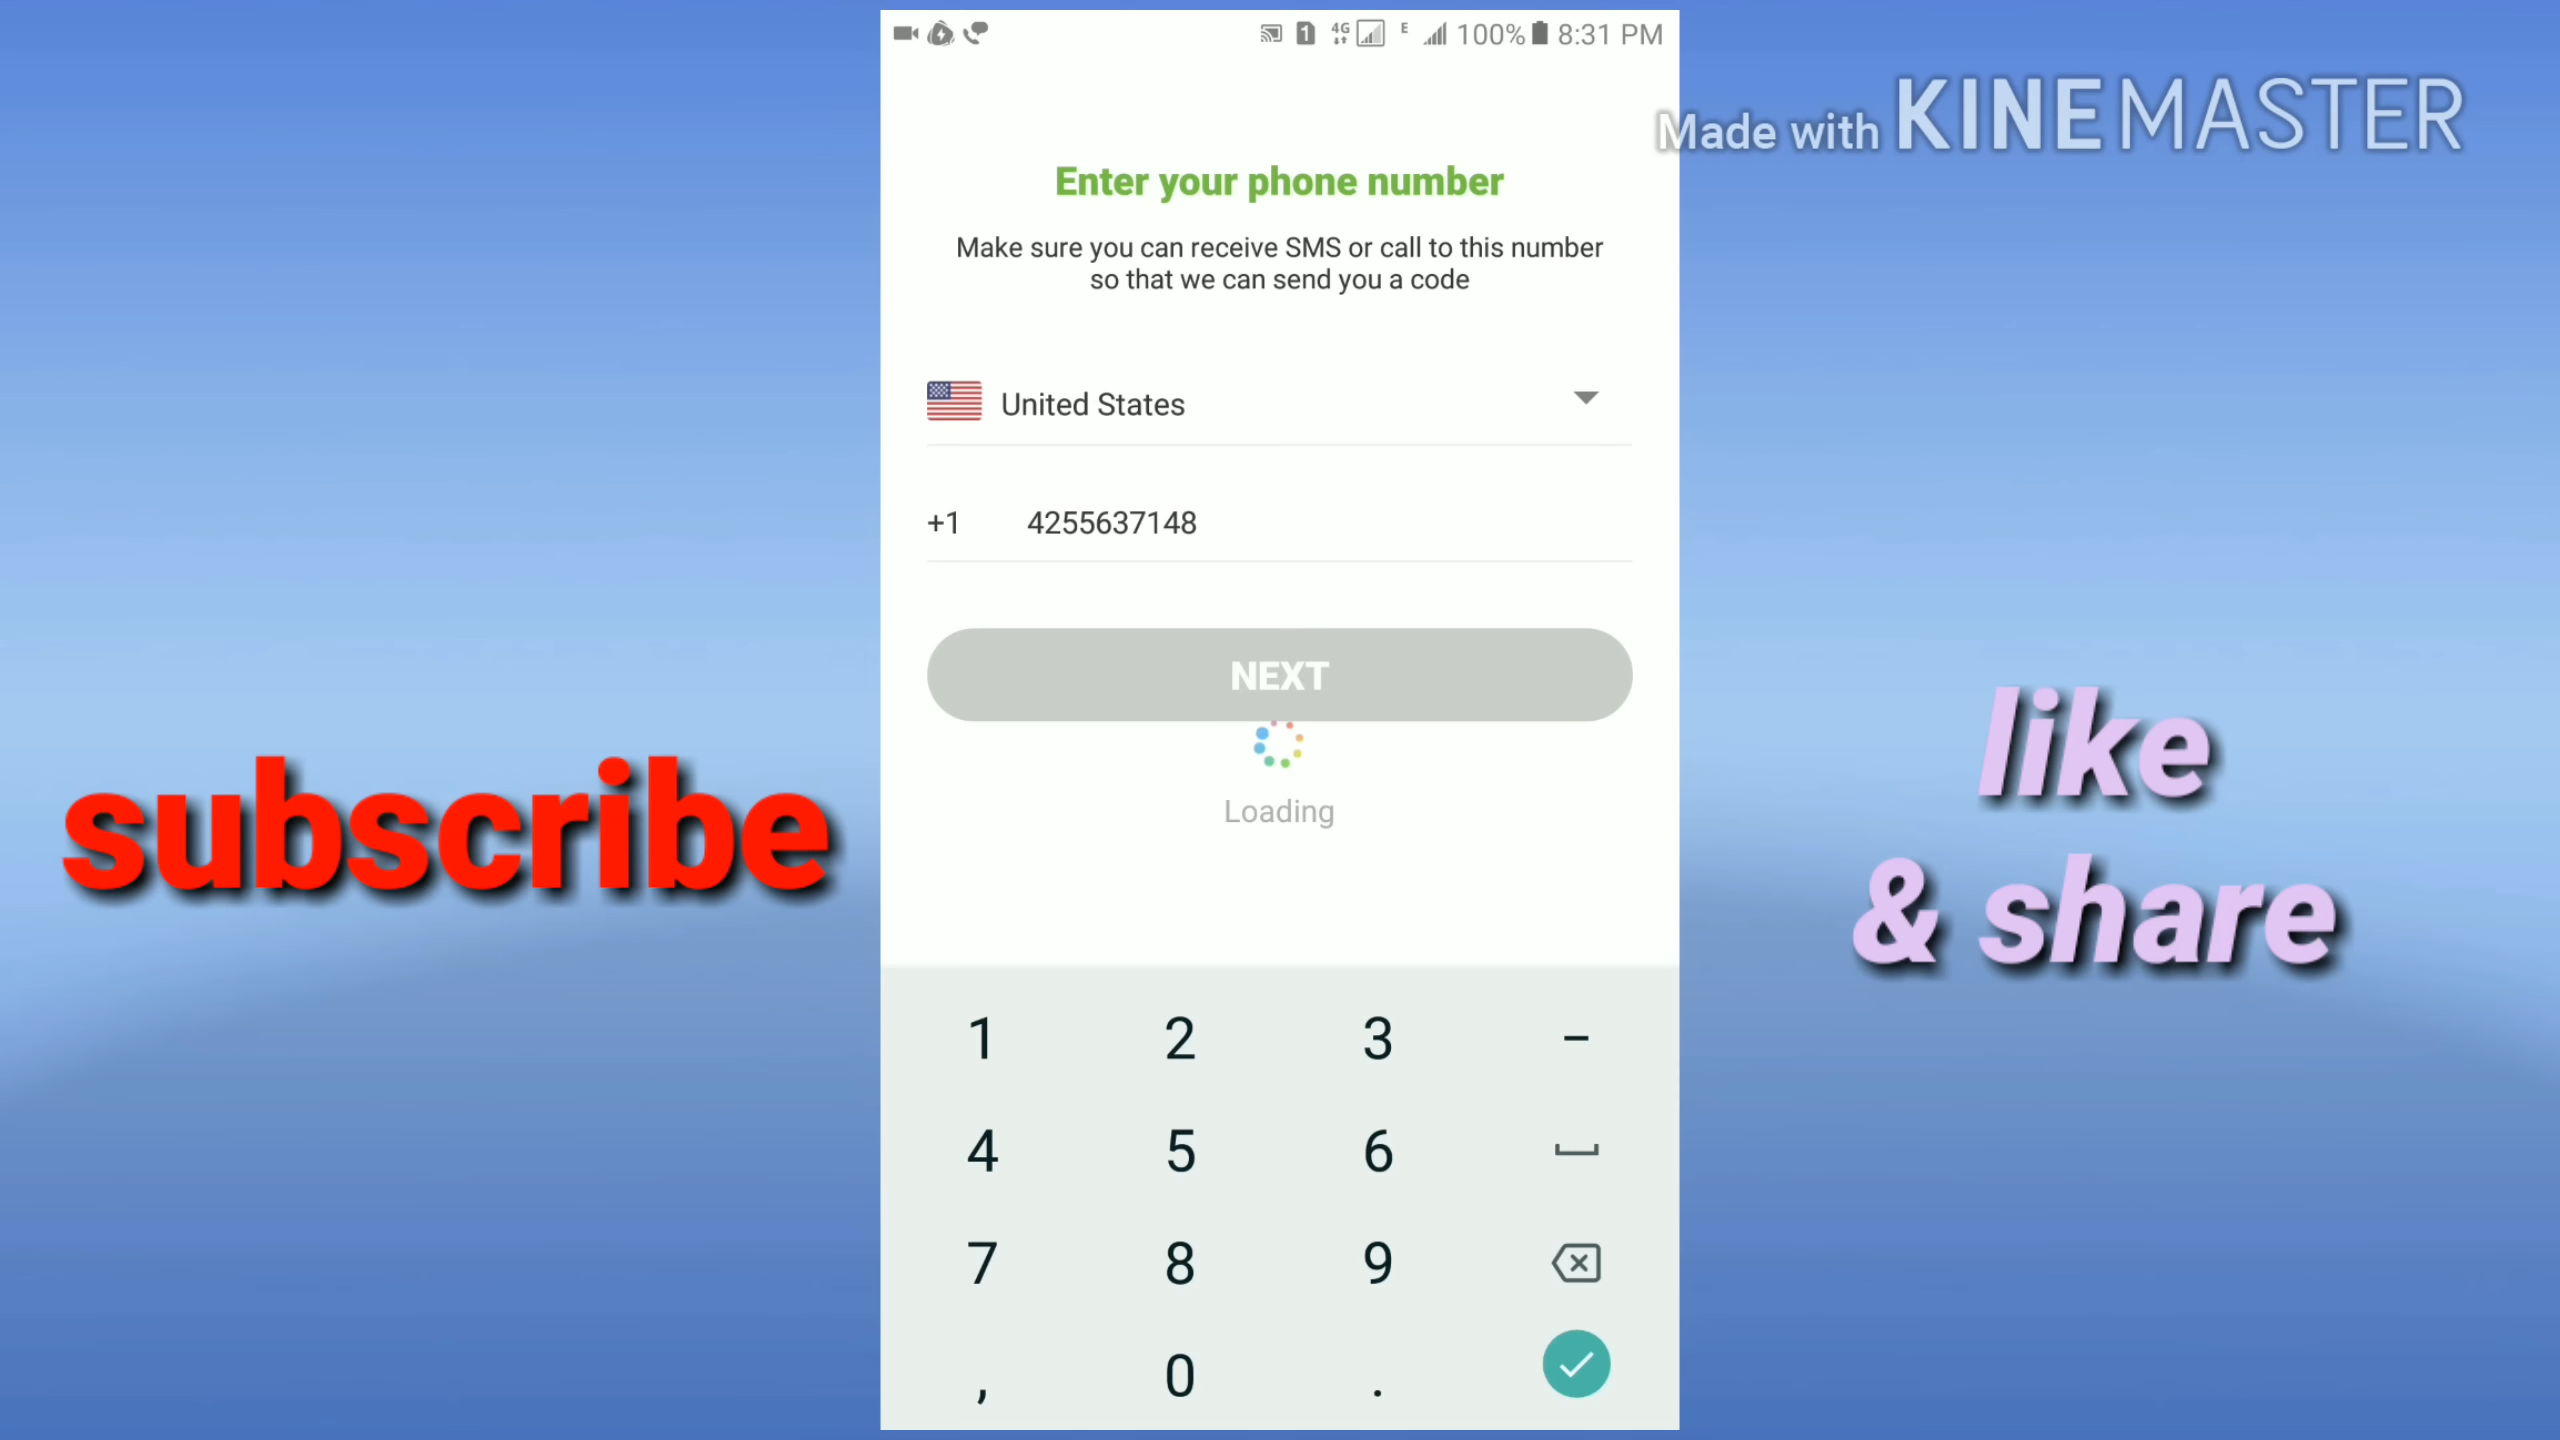 4G E 100% 8:31 PM
Made with KINEMASTER
Enter your phone number
Make sure you can receive SMS or call to this number
so that we can send you a code
United States
+1 4255637148
NEXT
Loading
subscribe
like
& share
1 2 3 -
4 5 6
7 8 9
, 0 .